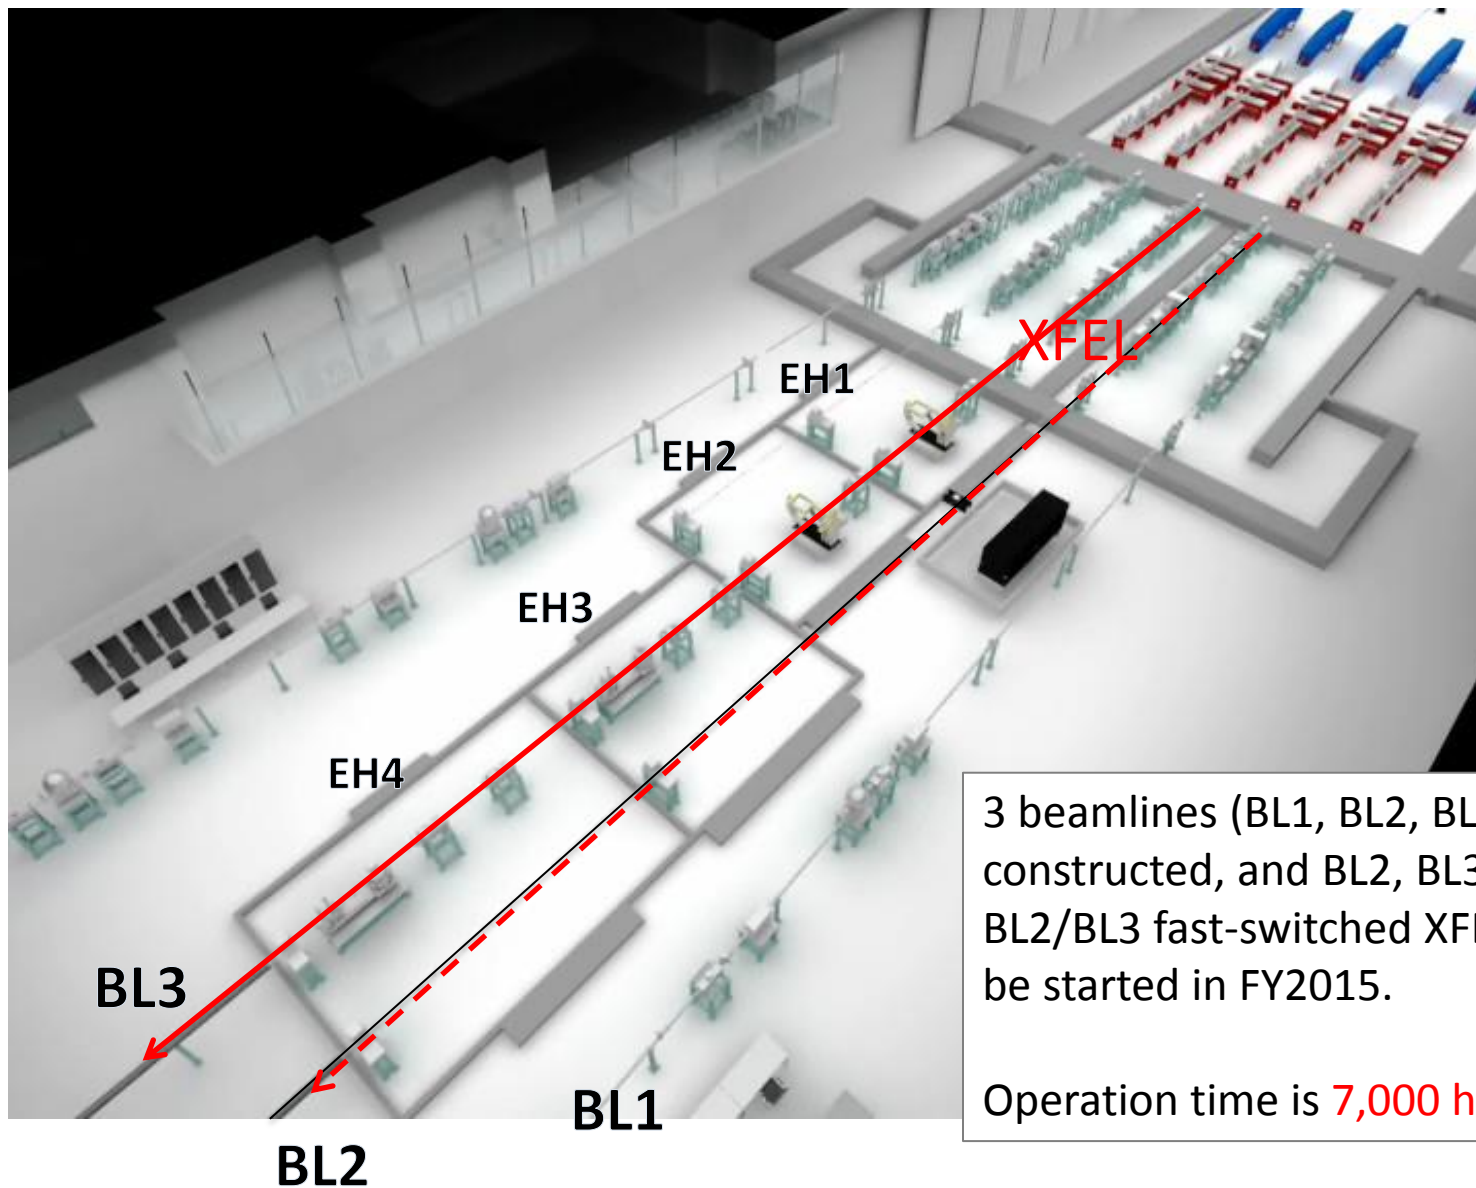 XFEL
EH1
EH2
EH3
EH4
BL3
BL1
BL2
3 beamlines (BL1, BL2, BL
constructed, and BL2, BL3
BL2/BL3 fast-switched XF
be started in FY2015.
Operation time is 7,000 h